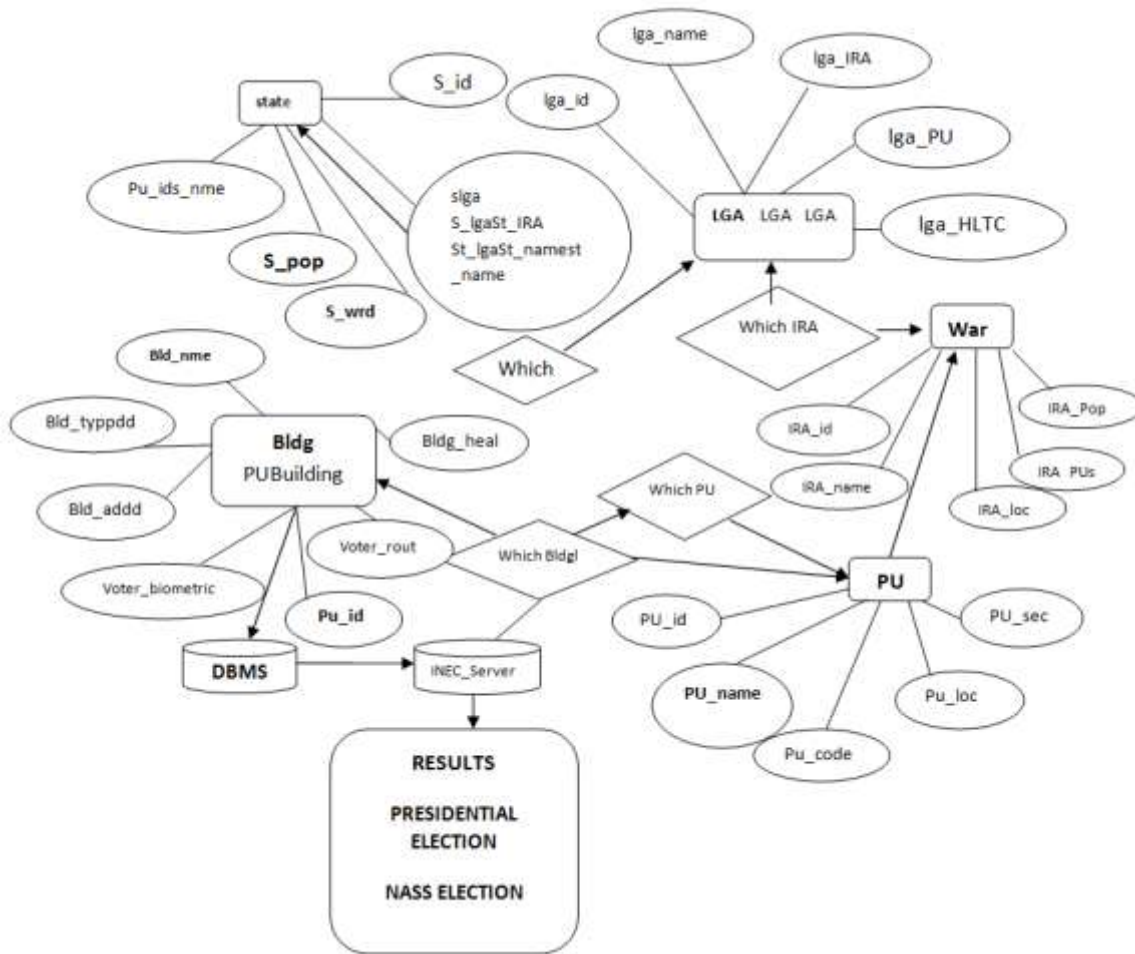 lga_name
lga_IRA
S_id
state
lga_id
lga_PU
Pu_ids_nme
slga
S_lgaSt_IRA
St_lgaSt_namest
_name
LGA LGA LGA
lga_HLTC
S_pop
S_wrd
Which IRA
War
Bld_nme
Which
IRA_Pop
Bld_typpdd
Bldg
PUBuilding
Bldg_heal
IRA_id
IRA_PUs
Which PU
IRA_name
IRA_loc
Bld_addd
Voter_rout
Which Bldgl
PU
Voter_biometric
Pu_id
PU_id
PU_sec
DBMS
INEC_Server
PU_name
Pu_loc
Pu_code
RESULTS
PRESIDENTIAL
ELECTION
NASS ELECTION